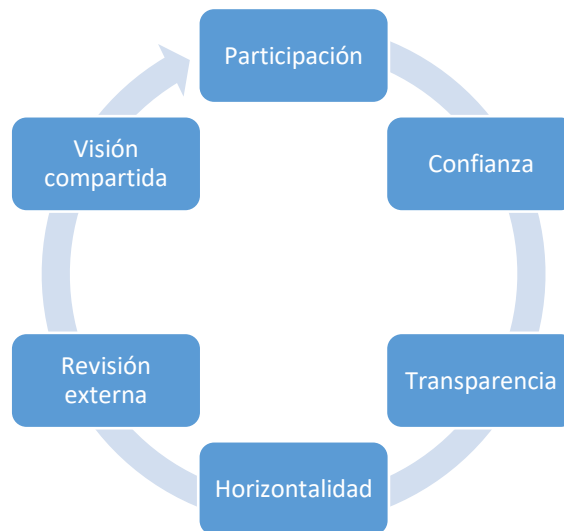 Participación
Confianza
Transparencia
Horizontalidad
Revisión
externa
Visión
compartida